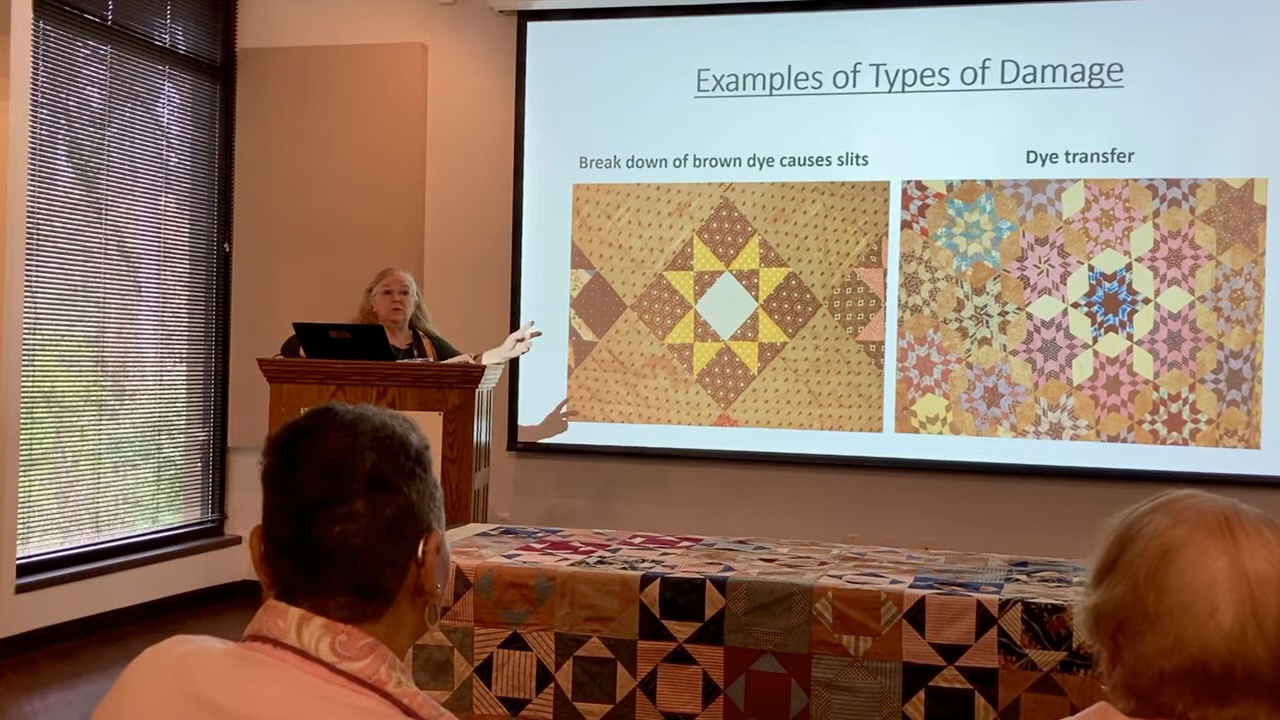 Examples of Types of Damage
Break down of brown dye causes slits
Dye transfer